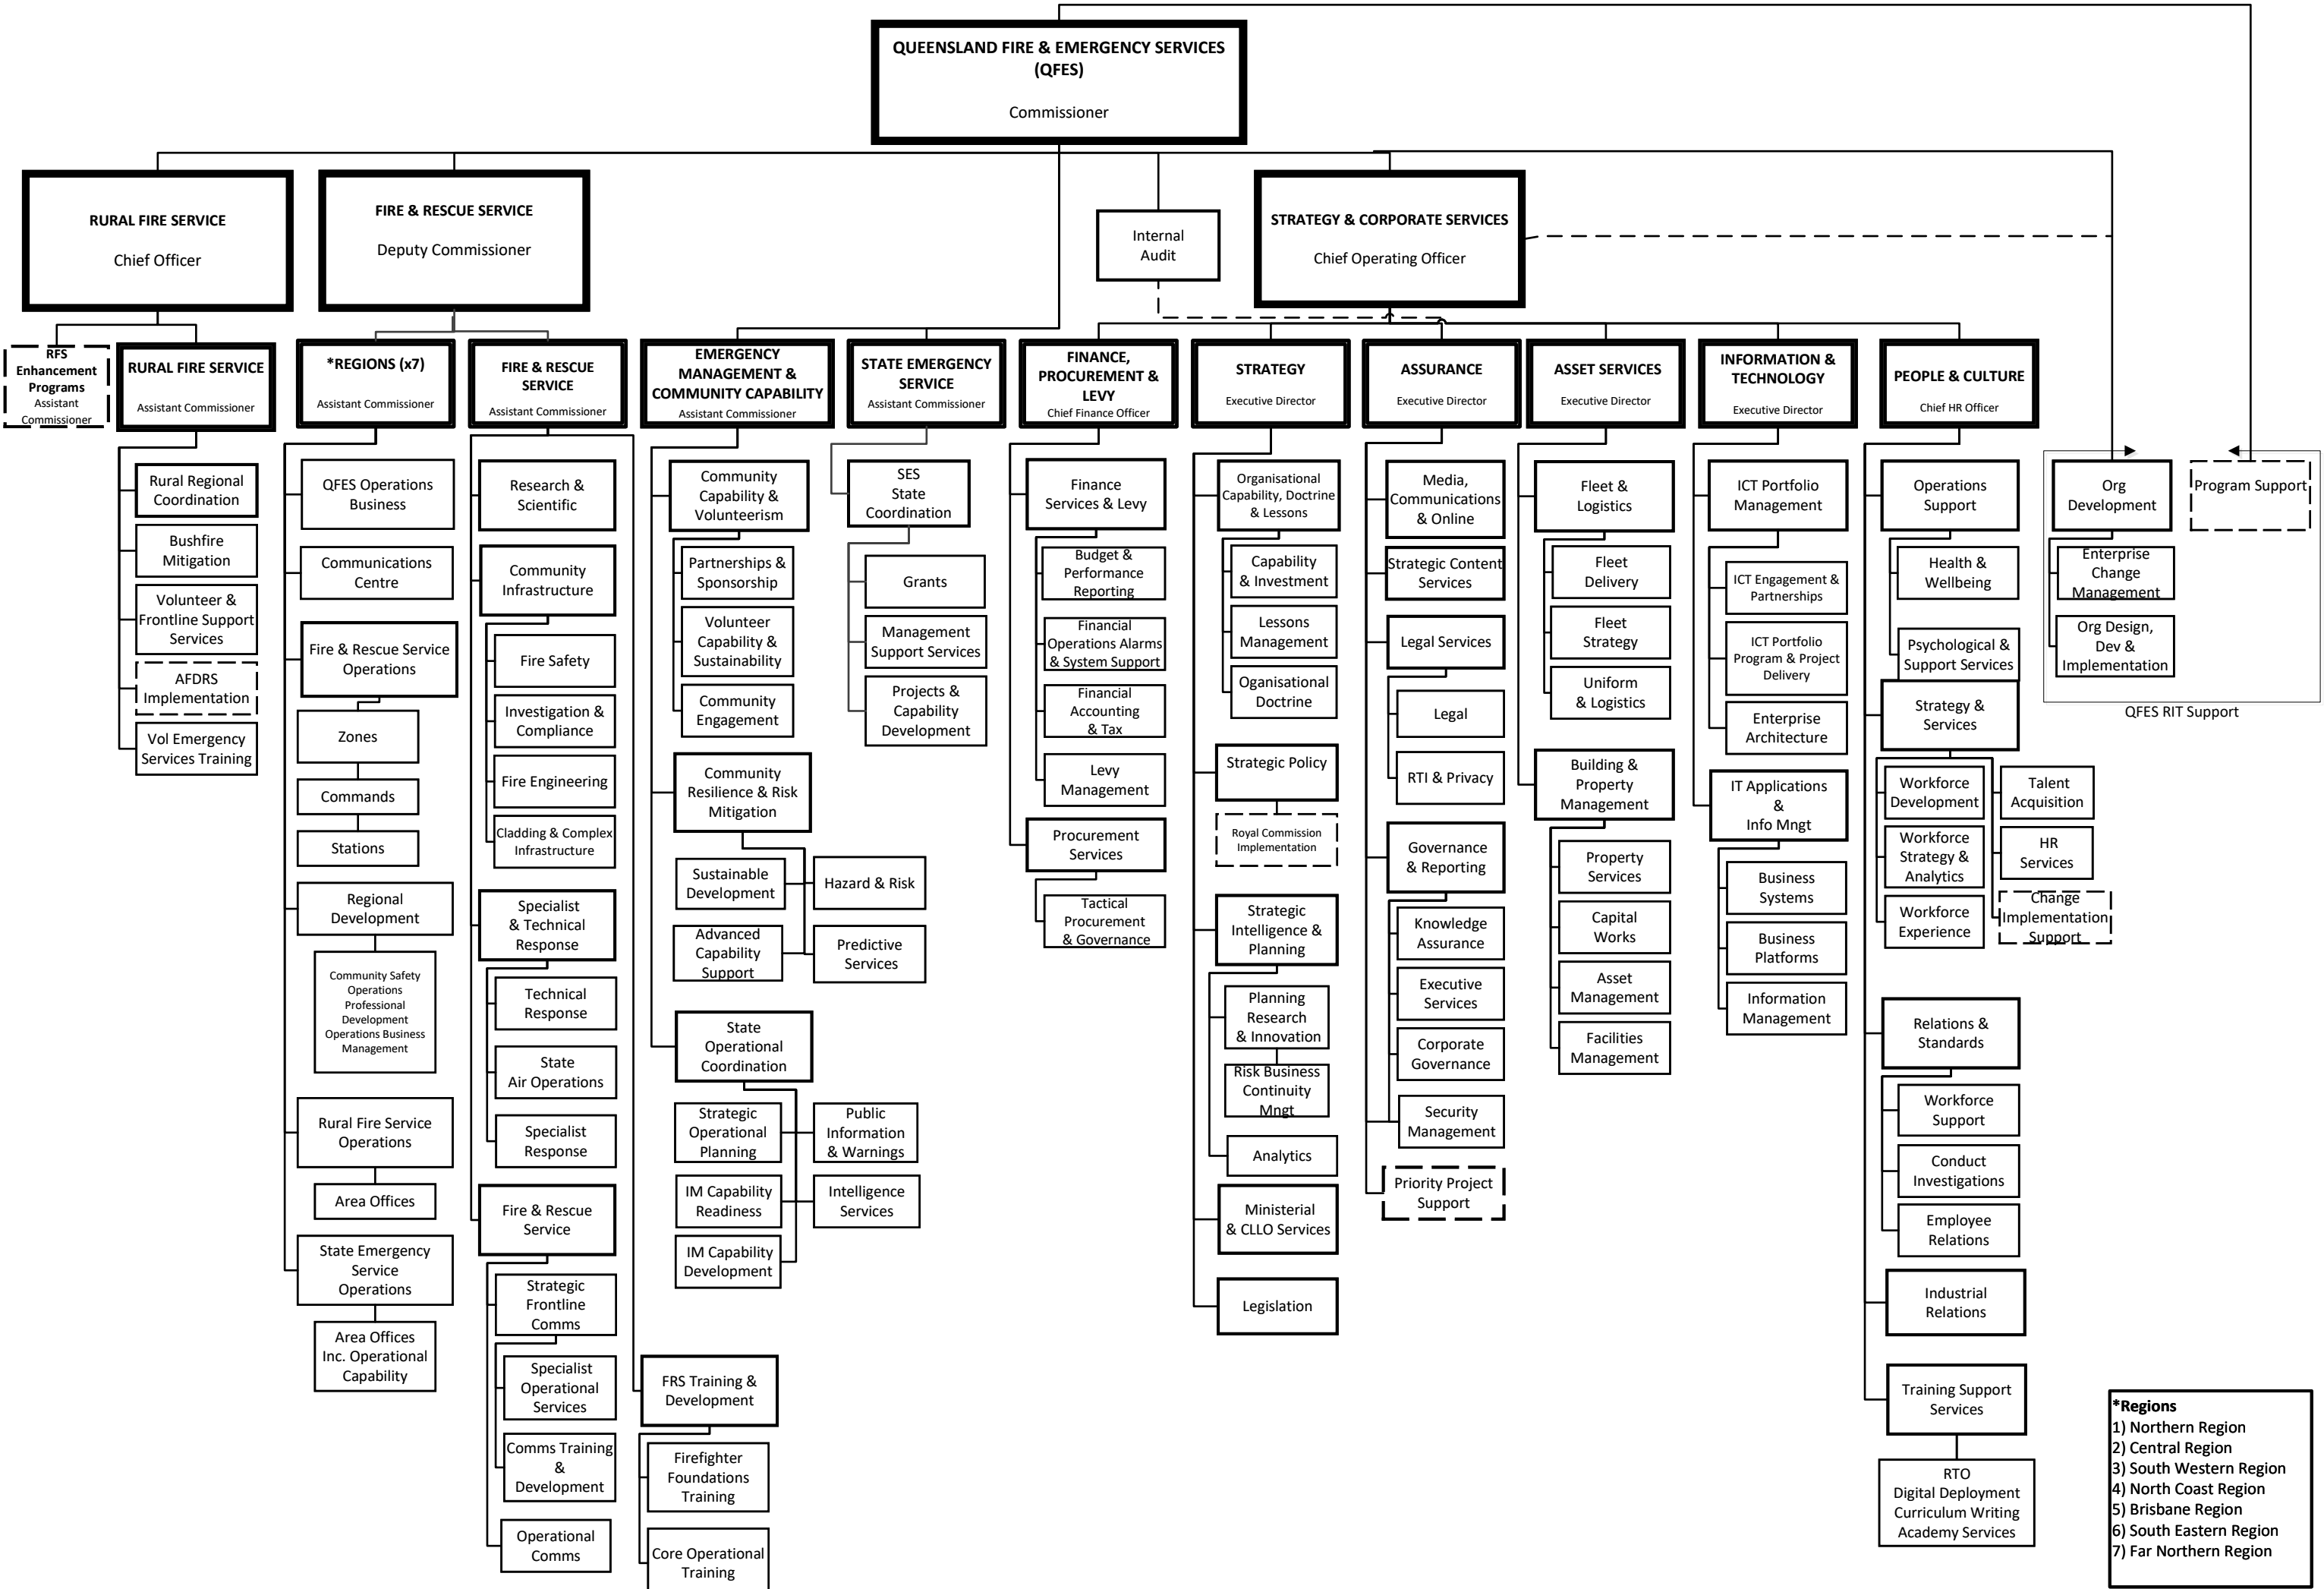 QUEENSLAND FIRE & EMERGENCY SERVICES
(QFES)
Commissioner
RURAL FIRE SERVICE
Chief Officer
FIRE & RESCUE SERVICE
Deputy Commissioner
Internal
Audit
STRATEGY & CORPORATE SERVICES
Chief Operating Officer
RFS
Enhancement
Programs
Assistant
Commissioner
RURAL FIRE SERVICE
Assistant Commissioner
*REGIONS (x7)
Assistant Commissioner
FIRE & RESCUE
SERVICE
Assistant Commissioner
EMERGENCY
MANAGEMENT &
COMMUNITY CAPABILITY
Assistant Commissioner
STATE EMERGENCY
SERVICE
Assistant Commissioner
FINANCE,
PROCUREMENT &
LEVY
Chief Finance Officer
STRATEGY
Executive Director
ASSURANCE
Executive Director
ASSET SERVICES
Executive Director
INFORMATION &
TECHNOLOGY
Executive Director
PEOPLE & CULTURE
Chief HR Officer
Rural Regional
Coordination
Bushfire
Mitigation
Volunteer &
Frontline Support
Services
AFDRS
Implementation
Vol Emergency
Services Training
QFES Operations
Business
Communications
Centre
Fire & Rescue Service
Operations
Zones
Commands
Stations
Regional
Development
Community Safety
Operations
Professional
Development
Operations Business
Management
Rural Fire Service
Operations
Area Offices
State Emergency
Service
Operations
Area Offices
Inc. Operational
Capability
Research &
Scientific
Community
Infrastructure
Fire Safety
Investigation &
Compliance
Fire Engineering
Cladding & Complex
Infrastructure
Specialist
& Technical
Response
Technical
Response
State
Air Operations
Specialist
Response
Fire & Rescue
Service
Strategic
Frontline
Comms
Specialist
Operational
Services
Comms Training
&
Development
Operational
Comms
FRS Training &
Development
Firefighter
Foundations
Training
Core Operational
Training
Community
Capability &
Volunteerism
Partnerships &
Sponsorship
Volunteer
Capability &
Sustainability
Community
Engagement
Community
Resilience & Risk
Mitigation
Sustainable
Development
Hazard & Risk
Advanced
Capability
Support
Predictive
Services
State
Operational
Coordination
Strategic
Operational
Planning
Public
Information
& Warnings
IM Capability
Readiness
Intelligence
Services
IM Capability
Development
SES
State
Coordination
Grants
Management
Support Services
Projects &
Capability
Development
Finance
Services & Levy
Budget &
Performance
Reporting
Financial
Operations Alarms
& System Support
Financial
Accounting
& Tax
Levy
Management
Procurement
Services
Tactical
Procurement
& Governance
Organisational
Capability, Doctrine
& Lessons
Capability
& Investment
Lessons
Management
Oganisational
Doctrine
Strategic Policy
Royal Commission
Implementation
Strategic
Intelligence &
Planning
Planning
Research
& Innovation
Risk Business
Continuity
Mngt
Analytics
Ministerial
& CLLO Services
Legislation
Media,
Communications
& Online
Strategic Content
Services
Legal Services
Legal
RTI & Privacy
Governance
& Reporting
Knowledge
Assurance
Executive
Services
Corporate
Governance
Security
Management
Priority Project
Support
Fleet &
Logistics
Fleet
Delivery
Fleet
Strategy
Uniform
& Logistics
Building &
Property
Management
Property
Services
Capital
Works
Asset
Management
Facilities
Management
ICT Portfolio
Management
ICT Engagement &
Partnerships
ICT Portfolio
Program & Project
Delivery
Enterprise
Architecture
IT Applications
&
Info Mngt
Business
Systems
Business
Platforms
Information
Management
Operations
Support
Health &
Wellbeing
Psychological &
Support Services
Strategy &
Services
Workforce
Development
Talent
Acquisition
Workforce
Strategy &
Analytics
HR
Services
Workforce
Experience
Change
Implementation
Support
Relations &
Standards
Workforce
Support
Conduct
Investigations
Employee
Relations
Industrial
Relations
Training Support
Services
RTO
Digital Deployment
Curriculum Writing
Academy Services
Org
Development
Enterprise
Change
Management
Org Design,
Dev &
Implementation
Program Support
QFES RIT Support
*Regions
1) Northern Region
2) Central Region
3) South Western Region
4) North Coast Region
5) Brisbane Region
6) South Eastern Region
7) Far Northern Region